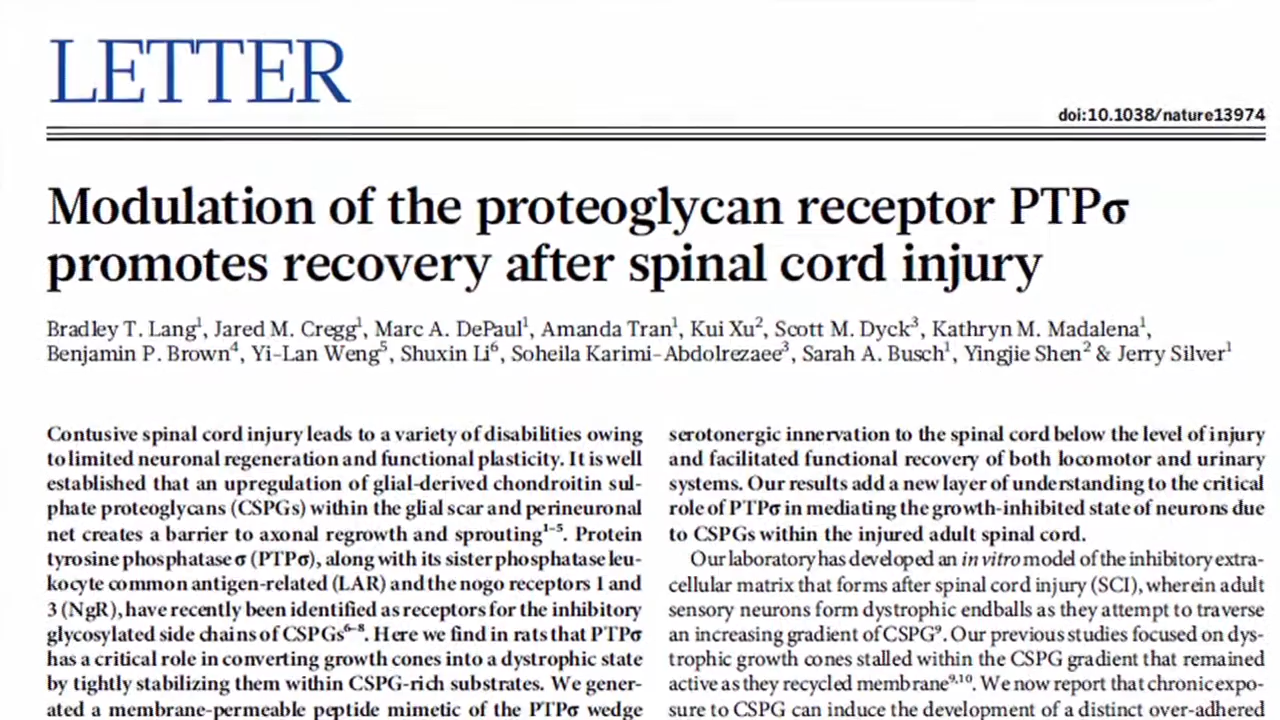 LETTER
doi:10.1038/nature13974
Modulation of the proteoglycan receptor PTPσ
promotes recovery after spinal cord injury
Bradley T. Lang¹, Jared M. Cregg¹, Marc A. DePaul¹, Amanda Tran¹, Kui Xu², Scott M. Dyck³, Kathryn M. Madalena¹,
Benjamin P. Brown⁴, Yi-Lan Weng⁵, Shuxin Li⁶, Soheila Karimi-Abdolrezaee³, Sarah A. Busch¹, Yingjie Shen² & Jerry Silver¹
Contusive spinal cord injury leads to a variety of disabilities owing
to limited neuronal regeneration and functional plasticity. It is well
established that an upregulation of glial-derived chondroitin sul-
phate proteoglycans (CSPGs) within the glial scar and perineuronal
net creates a barrier to axonal regrowth and sprouting¹⁻⁵. Protein
tyrosine phosphatase σ (PTPσ), along with its sister phosphatase leu-
kocyte common antigen-related (LAR) and the nogo receptors 1 and
3 (NgR), have recently been identified as receptors for the inhibitory
glycosylated side chains of CSPGs⁶⁻⁸. Here we find in rats that PTPσ
has a critical role in converting growth cones into a dystrophic state
by tightly stabilizing them within CSPG-rich substrates. We gener-
ated a membrane-permeable peptide mimetic of the PTPσ wedge
serotonergic innervation to the spinal cord below the level of injury
and facilitated functional recovery of both locomotor and urinary
systems. Our results add a new layer of understanding to the critical
role of PTPσ in mediating the growth-inhibited state of neurons due
to CSPGs within the injured adult spinal cord.
Our laboratory has developed an in vitro model of the inhibitory extra-
cellular matrix that forms after spinal cord injury (SCI), wherein adult
sensory neurons form dystrophic endballs as they attempt to traverse
an increasing gradient of CSPG⁹. Our previous studies focused on dys-
trophic growth cones stalled within the CSPG gradient that remained
active as they recycled membrane⁹,¹⁰. We now report that chronic expo-
sure to CSPG can induce the development of a distinct over-adhered